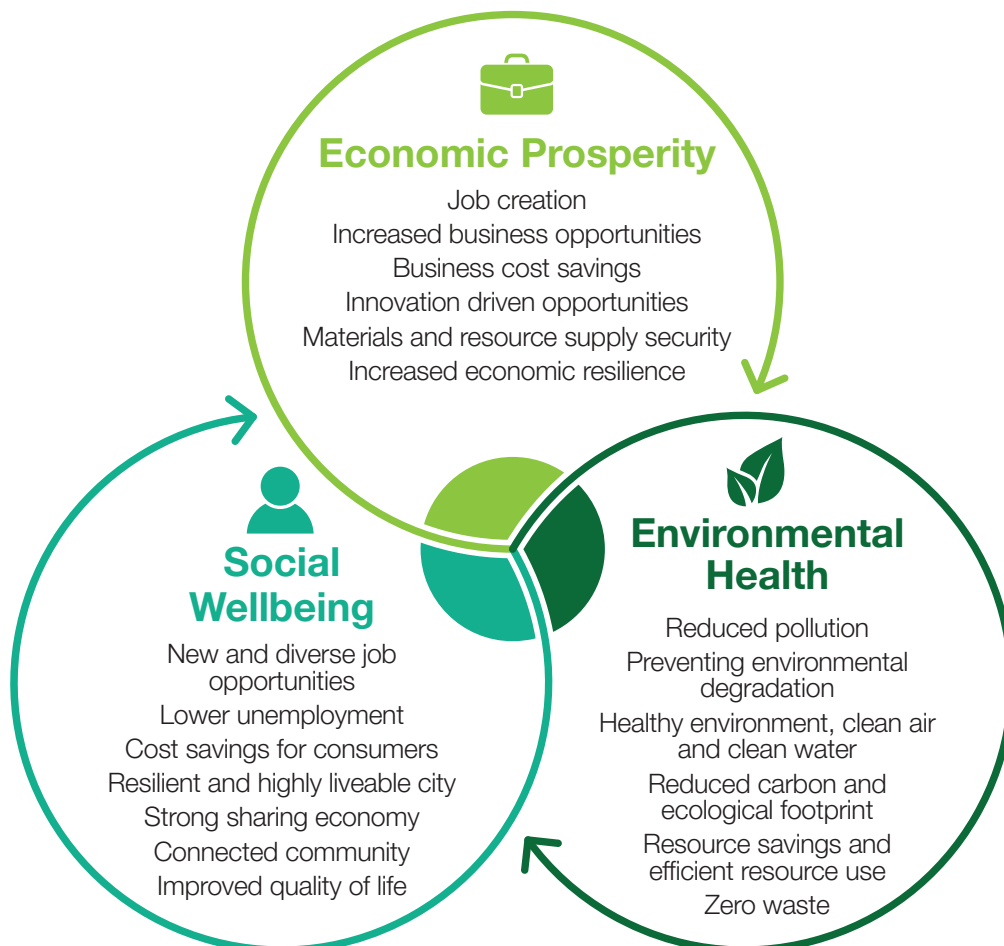 Economic Prosperity
Job creation
Increased business opportunities
Business cost savings
Innovation driven opportunities
Materials and resource supply security
Increased economic resilience
Social
Wellbeing
New and diverse job
opportunities
Lower unemployment
Cost savings for consumers
Resilient and highly liveable city
Strong sharing economy
Connected community
Improved quality of life
Environmental
Health
Reduced pollution
Preventing environmental
degradation
Healthy environment, clean air
and clean water
Reduced carbon and
ecological footprint
Resource savings and
efficient resource use
Zero waste